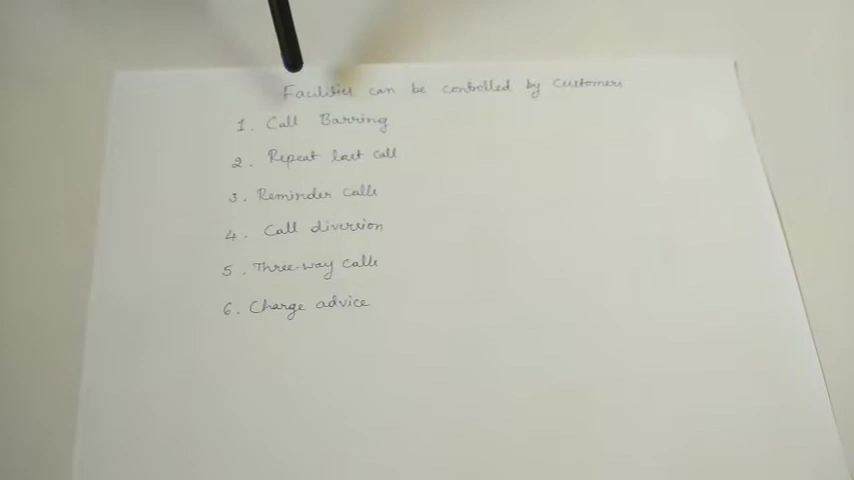 Facilities can be controlled by customers
1. Call Barring
2. Repeat last call
3. Reminder calls
4. Call diversion
5. Three-way calls
6. Charge advice